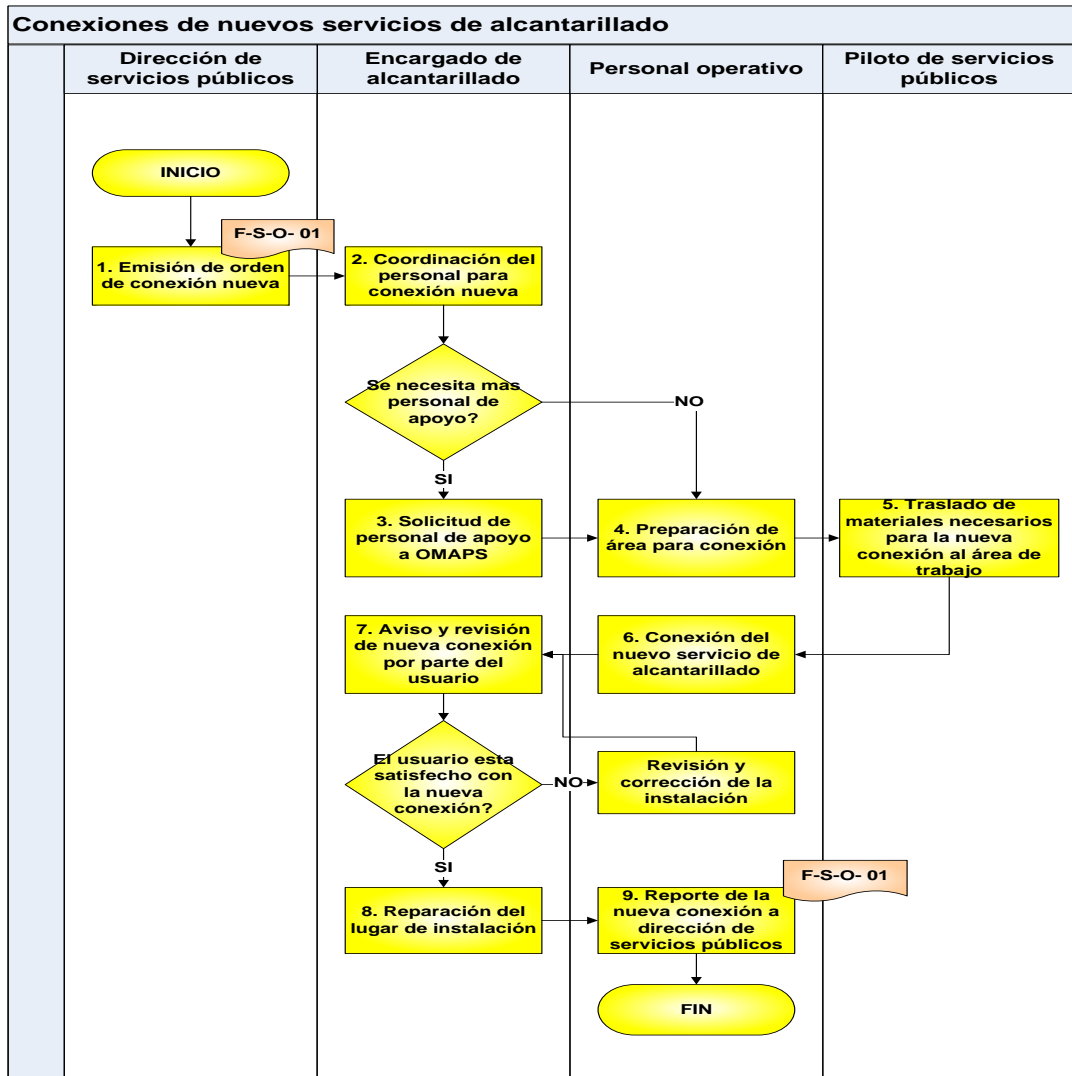 Conexiones de nuevos servicios de alcantarillado
Dirección de
servicios públicos
Encargado de
alcantarillado
Personal operativo
Piloto de servicios
públicos
INICIO
F-S-O- 01
1. Emisión de orden
de conexión nueva
2. Coordinación del
personal para
conexión nueva
Se necesita mas
personal de
apoyo?
NO
SI
3. Solicitud de
personal de apoyo
a OMAPS
4. Preparación de
área para conexión
5. Traslado de
materiales necesarios
para la nueva
conexión al área de
trabajo
7. Aviso y revisión
de nueva conexión
por parte del
usuario
6. Conexión del
nuevo servicio de
alcantarillado
El usuario esta
satisfecho con
la nueva
conexión?
NO
Revisión y
corrección de la
instalación
SI
F-S-O- 01
8. Reparación del
lugar de instalación
9. Reporte de la
nueva conexión a
dirección de
servicios públicos
FIN